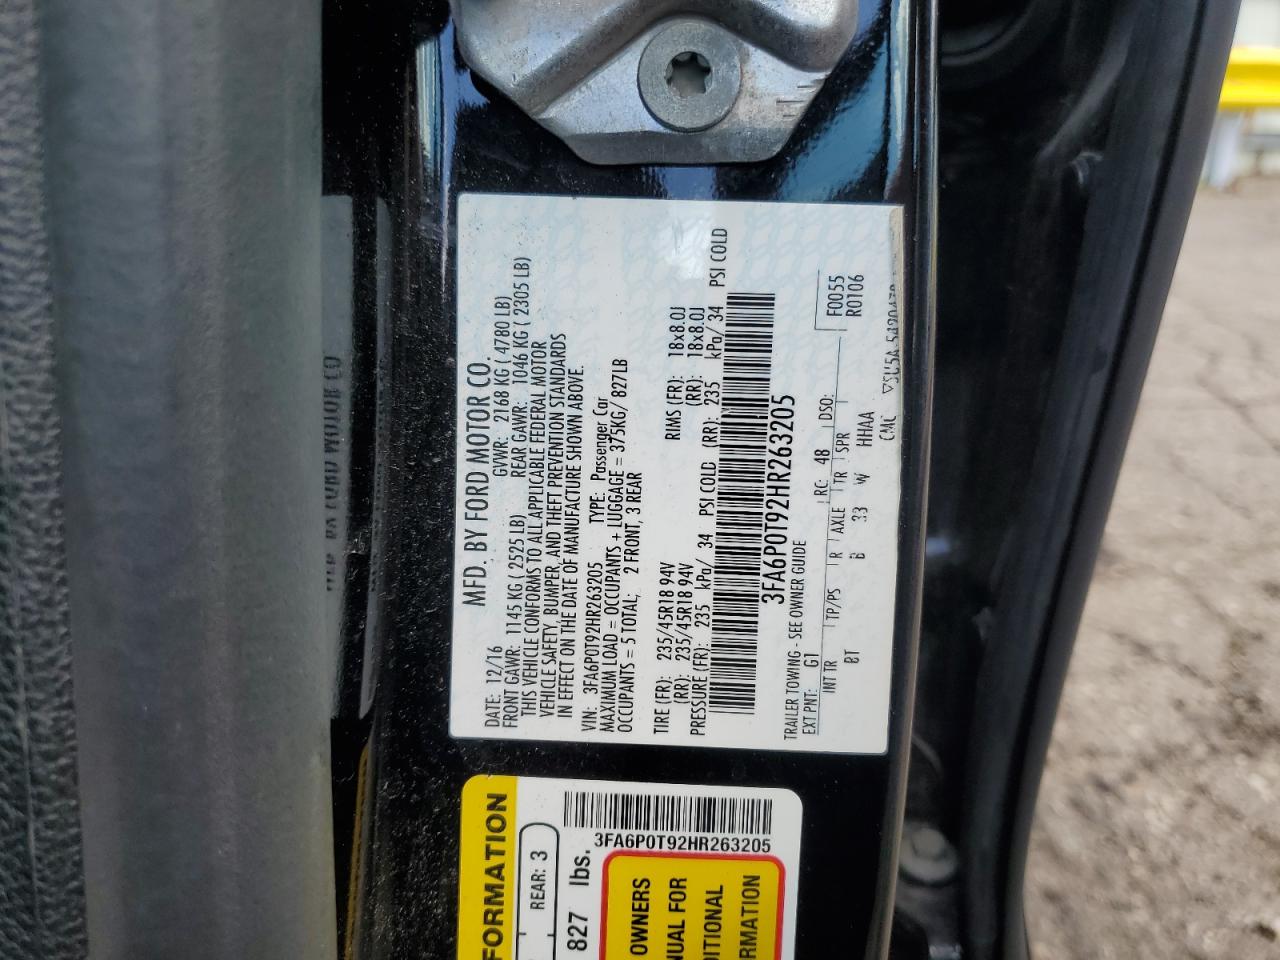 MFD. BY FORD MOTOR CO.
DATE: 12/16 GVWR: 2168 KG ( 4780 LB)
FRONT GAWR: 1145 KG ( 2525 LB) REAR GAWR: 1046 KG ( 2305 LB)
THIS VEHICLE CONFORMS TO ALL APPLICABLE FEDERAL MOTOR
VEHICLE SAFETY, BUMPER, AND THEFT PREVENTION STANDARDS
IN EFFECT ON THE DATE OF MANUFACTURE SHOWN ABOVE.
VIN: 3FA6P0T92HR263205 TYPE: Passenger Car
MAXIMUM LOAD = OCCUPANTS + LUGGAGE = 375KG/ 827LB
OCCUPANTS = 5 TOTAL, 2 FRONT, 3 REAR
TIRE (FR): 235/45R18 94V RIMS (FR): 18x8.0J
(RR): 235/45R18 94V (RR): 18x8.0J
PRESSURE (FR): 235 kPa/ 34 PSI COLD (RR): 235 kPa/ 34 PSI COLD
3FA6P0T92HR263205
TRAILER TOWING - SEE OWNER GUIDE
EXT PNT: G1 RC: 48 DSO: F0055
INT TR TP/PS R AXLE TR SPR R0106
BT B 33 W HHAA
CMC
FORMATION
REAR: 3
827 lbs.
3FA6P0T92HR263205
OWNERS
NUAL FOR
DITIONAL
RMATION